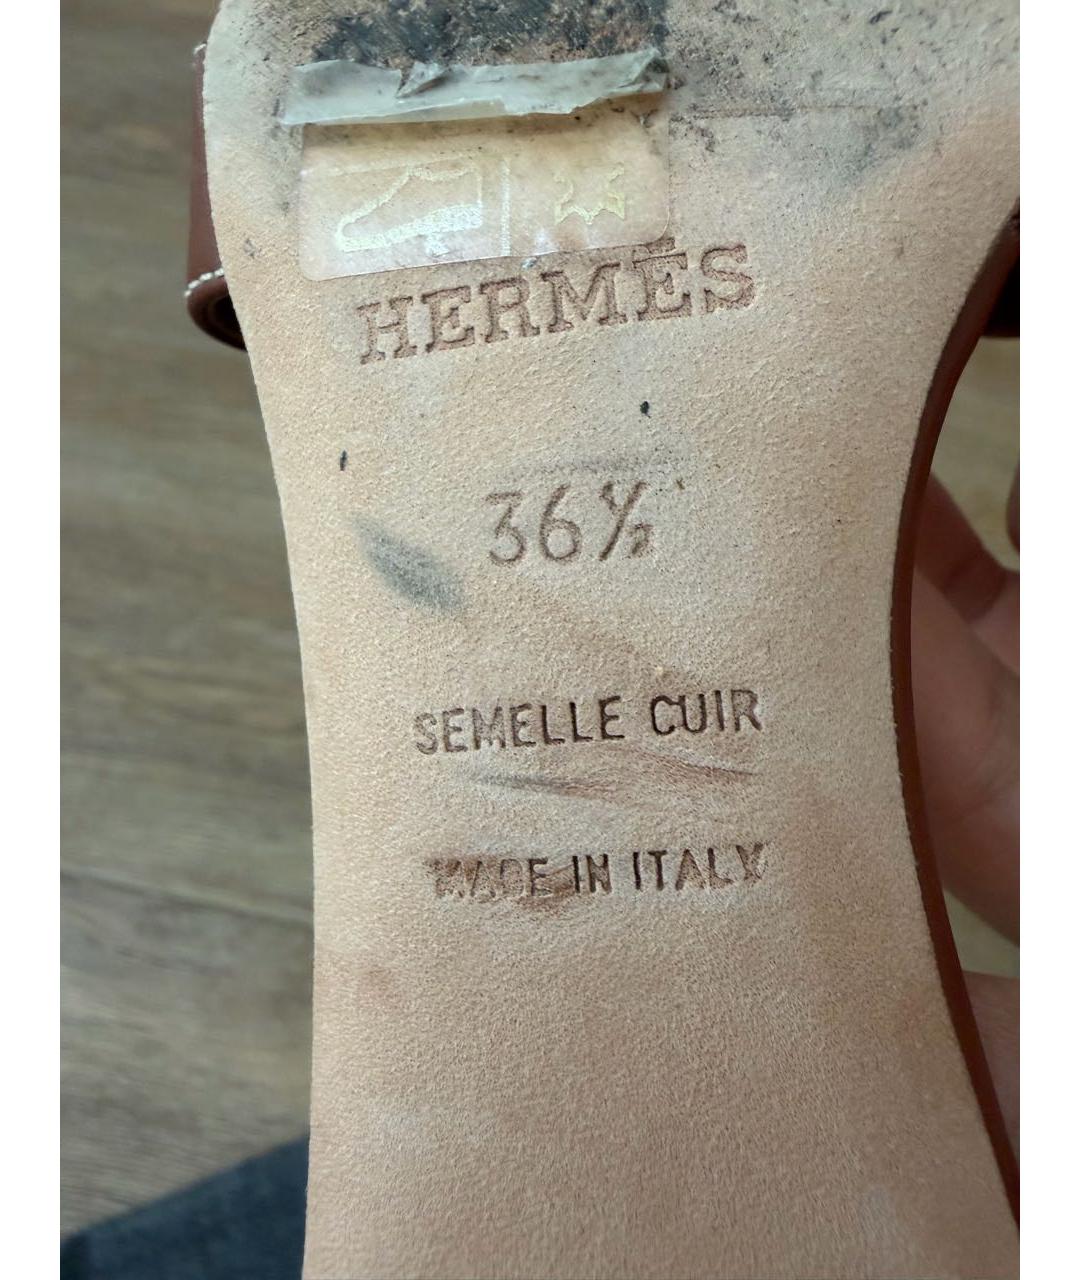 HERMÈS
36½
SEMELLE CUIR
MADE IN ITALY